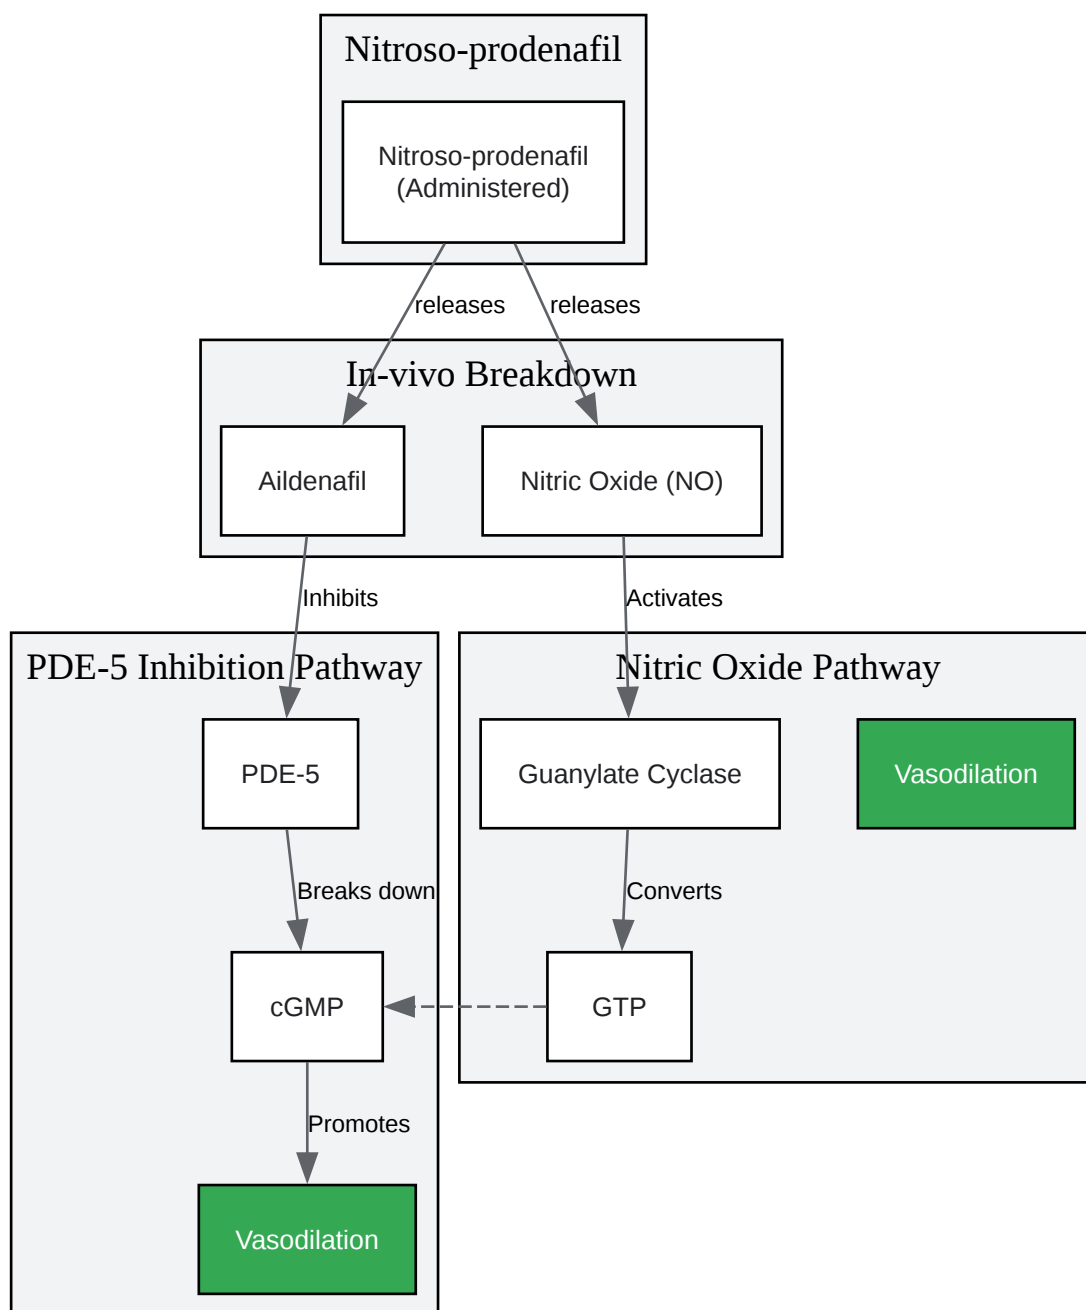 Nitroso-prodenafil
Nitroso-prodenafil
(Administered)
releases
releases
In-vivo Breakdown
Aildenafil
Nitric Oxide (NO)
Inhibits
Activates
PDE-5 Inhibition Pathway
Nitric Oxide Pathway
PDE-5
Guanylate Cyclase
Vasodilation
Breaks down
Converts
cGMP
GTP
Promotes
Vasodilation